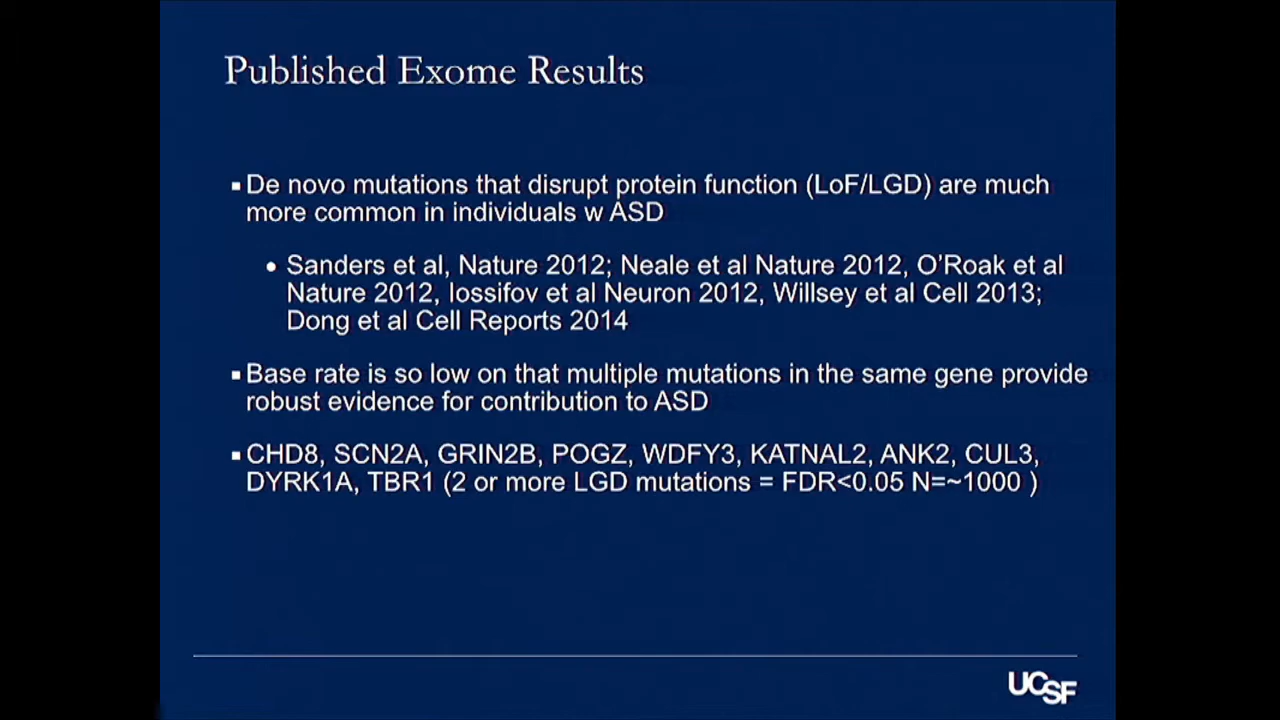 Published Exome Results
▪ De novo mutations that disrupt protein function (LoF/LGD) are much
more common in individuals w ASD
• Sanders et al, Nature 2012; Neale et al Nature 2012, O'Roak et al
Nature 2012, Iossifov et al Neuron 2012, Willsey et al Cell 2013;
Dong et al Cell Reports 2014
▪ Base rate is so low on that multiple mutations in the same gene provide
robust evidence for contribution to ASD
▪ CHD8, SCN2A, GRIN2B, POGZ, WDFY3, KATNAL2, ANK2, CUL3,
DYRK1A, TBR1 (2 or more LGD mutations = FDR<0.05 N=~1000 )
UCSF